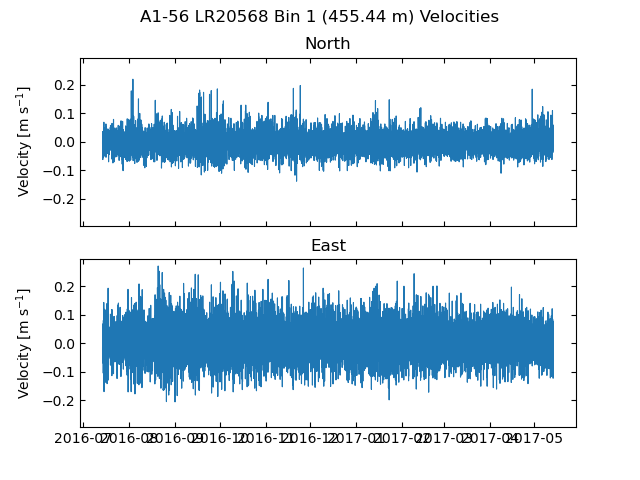 A1-56 LR20568 Bin 1 (455.44 m) Velocities
North
Velocity [m s⁻¹]
0.2
0.1
0.0
−0.1
−0.2
East
Velocity [m s⁻¹]
0.2
0.1
0.0
−0.1
−0.2
2016-07 2016-08 2016-09 2016-10 2016-11 2016-12 2017-01 2017-02 2017-03 2017-04 2017-05